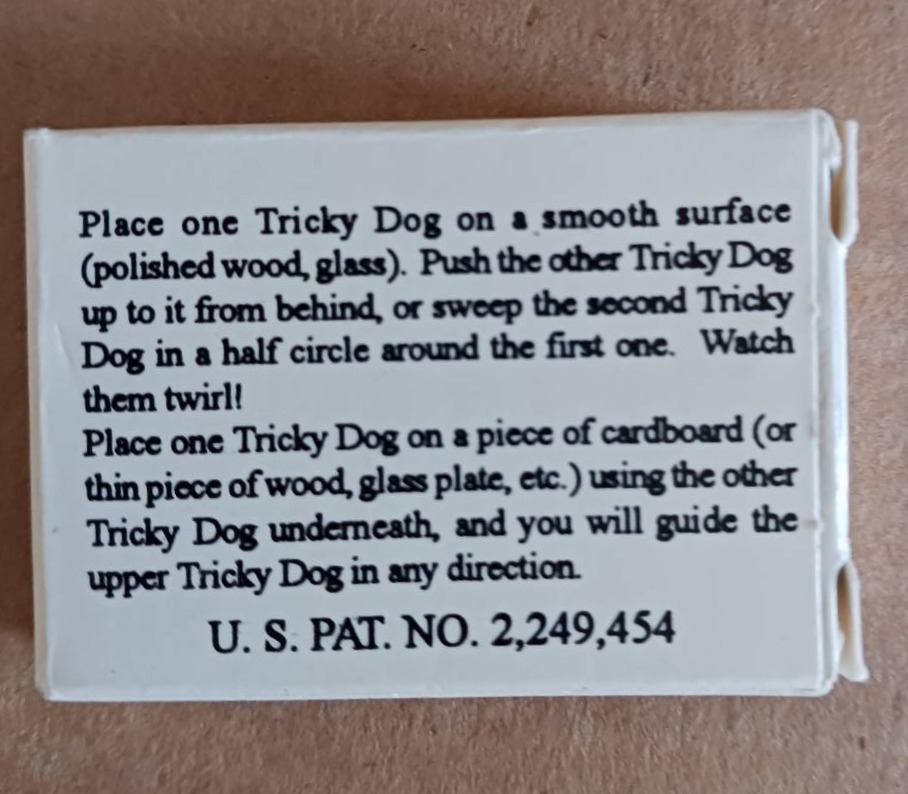 Place one Tricky Dog on a smooth surface
(polished wood, glass). Push the other Tricky Dog
up to it from behind, or sweep the second Tricky
Dog in a half circle around the first one. Watch
them twirl!
Place one Tricky Dog on a piece of cardboard (or
thin piece of wood, glass plate, etc.) using the other
Tricky Dog underneath, and you will guide the
upper Tricky Dog in any direction.
U. S. PAT. NO. 2,249,454